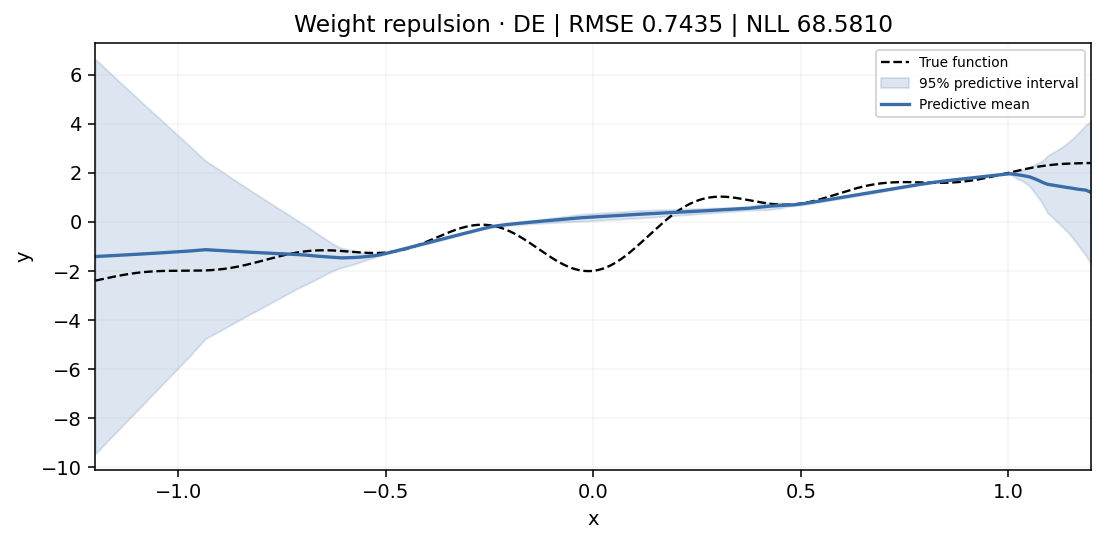 Weight repulsion · DE | RMSE 0.7435 | NLL 68.5810
True function
95% predictive interval
Predictive mean
6
4
2
0
−2
−4
−6
−8
−10
y
−1.0
−0.5
0.0
0.5
1.0
x